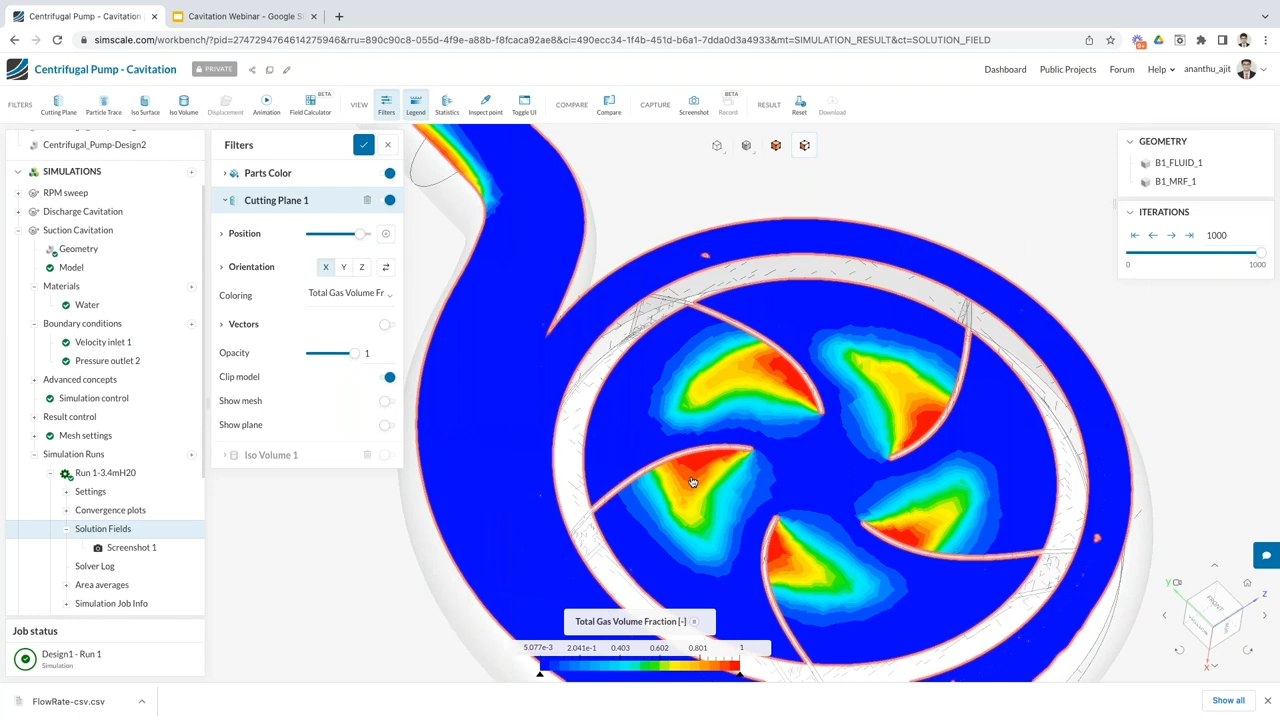 Centrifugal Pump - Cavitation
Cavitation Webinar - Google S
simscale.com/workbench/?pid=2747294764614275946&rru=890c90c8-055d-4f9e-a88b-f8fcaca92ae8&ci=490ecc34-1f4b-451d-b6a1-7dda0d3a4933&mt=SIMULATION_RESULT&ct=SOLUTION_FIELD
Centrifugal Pump - Cavitation
PRIVATE
Dashboard
Public Projects
Forum
Help
ananthu_ajit
FILTERS
Cutting Plane
Particle Trace
Iso Surface
Iso Volume
Displacement
Animation
BETA
Field Calculator
VIEW
Filters
Legend
Statistics
Inspect point
Toggle UI
COMPARE
Compare
CAPTURE
Screenshot
BETA
Record
RESULT
Reset
Download
Centrifugal_Pump-Design2
SIMULATIONS
RPM sweep
Discharge Cavitation
Suction Cavitation
Geometry
Model
Materials
Water
Boundary conditions
Velocity inlet 1
Pressure outlet 2
Advanced concepts
Simulation control
Result control
Mesh settings
Simulation Runs
Run 1-3.4mH20
Settings
Convergence plots
Solution Fields
Screenshot 1
Solver Log
Area averages
Simulation Job Info
Job status
Design1 - Run 1
Simulation
Filters
Parts Color
Cutting Plane 1
Position
Orientation
X
Y
Z
Coloring
Total Gas Volume Fr
Vectors
Opacity
1
Clip model
Show mesh
Show plane
Iso Volume 1
GEOMETRY
B1_FLUID_1
B1_MRF_1
ITERATIONS
1000
0
1000
Total Gas Volume Fraction [-]
5.077e-3
2.041e-1
0.403
0.602
0.801
1
Y
Z
FRONT
X
FlowRate-csv.csv
Show all